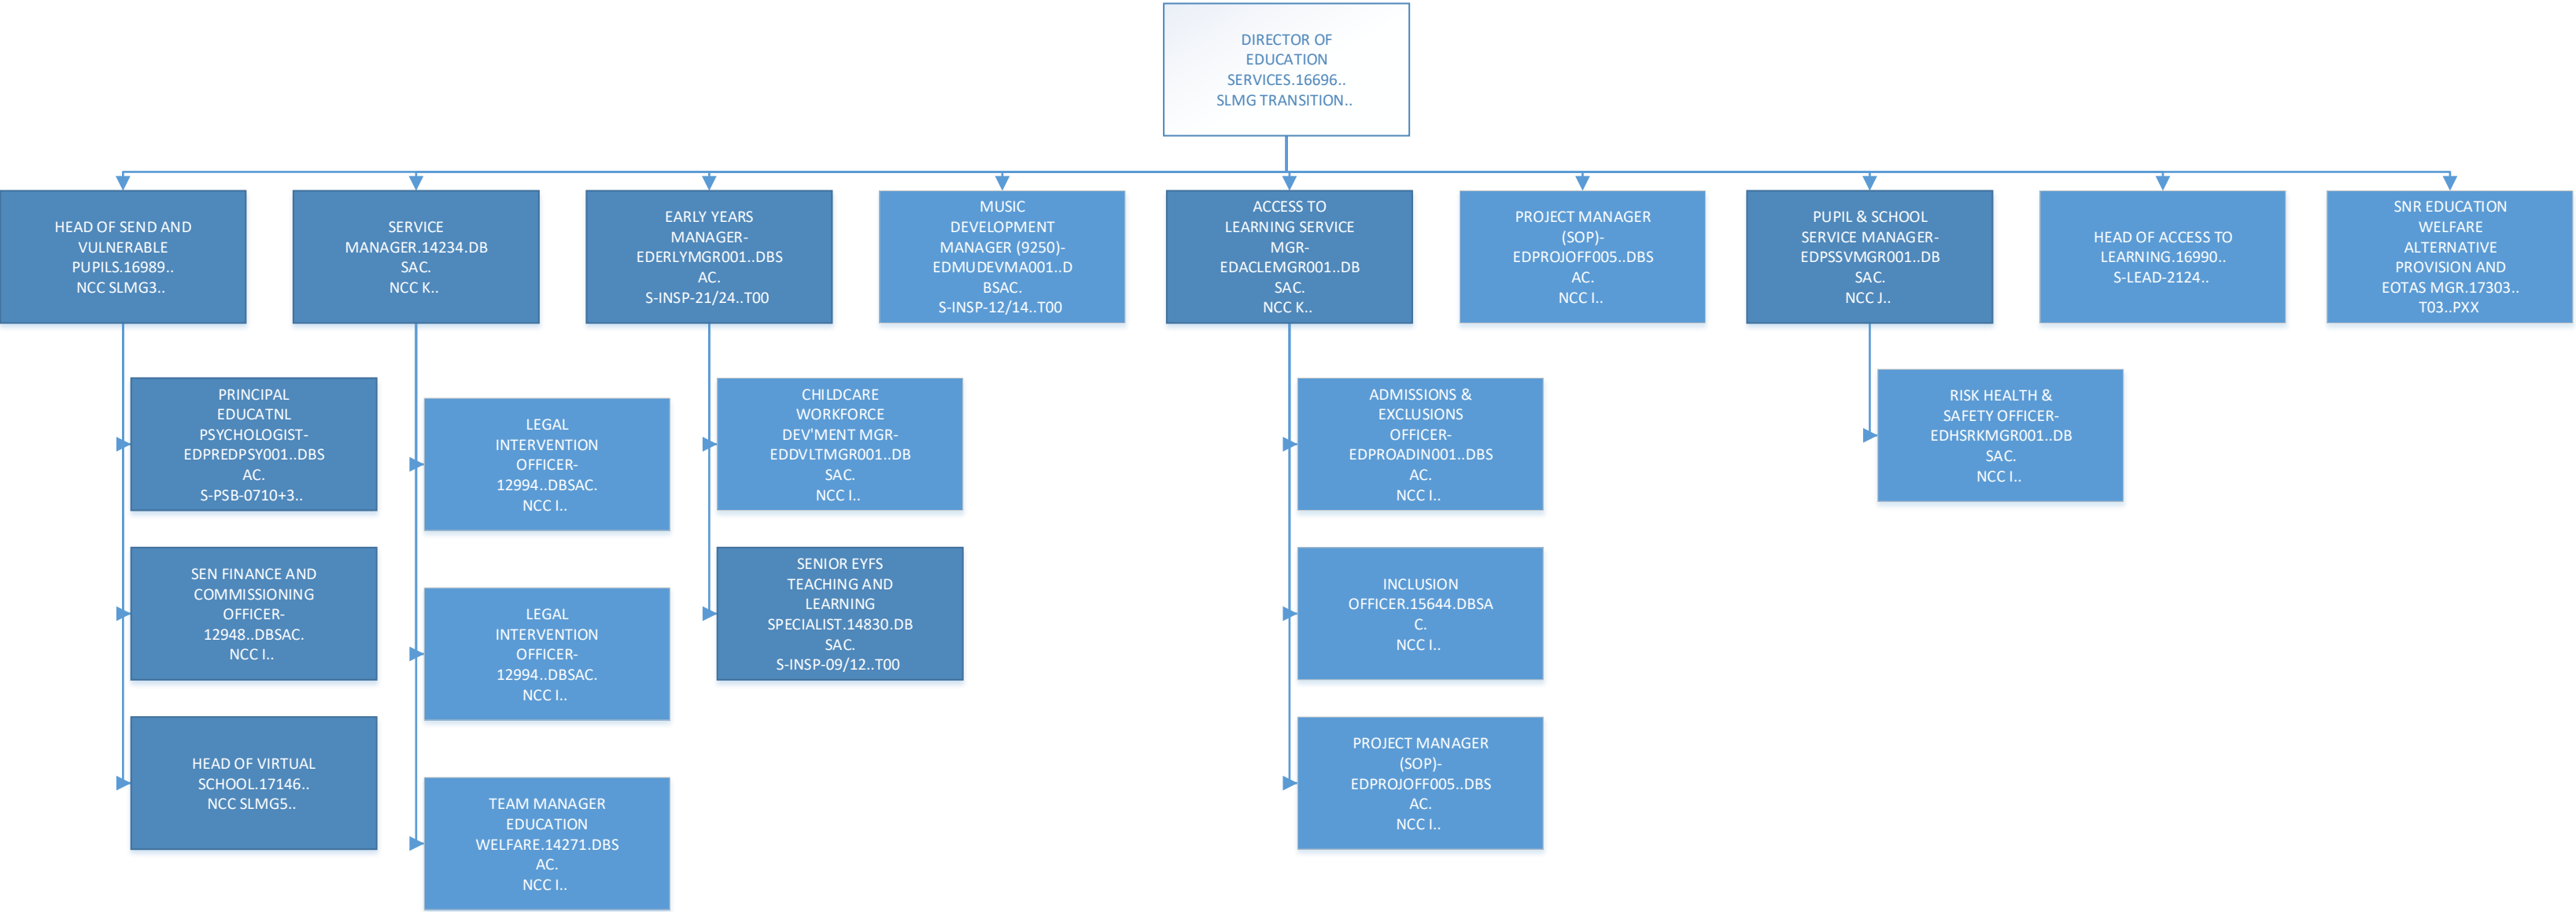 DIRECTOR OF
EDUCATION
SERVICES.16696..
SLMG TRANSITION..
HEAD OF SEND AND
VULNERABLE
PUPILS.16989..
NCC SLMG3..
SERVICE
MANAGER.14234.DB
SAC.
NCC K..
EARLY YEARS
MANAGER-
EDERLYMGR001..DBS
AC.
S-INSP-21/24..T00
MUSIC
DEVELOPMENT
MANAGER (9250)-
EDMUDEVMA001..D
BSAC.
S-INSP-12/14..T00
ACCESS TO
LEARNING SERVICE
MGR-
EDACLEMGR001..DB
SAC.
NCC K..
PROJECT MANAGER
(SOP)-
EDPROJOFF005..DBS
AC.
NCC I..
PUPIL & SCHOOL
SERVICE MANAGER-
EDPSSVMGR001..DB
SAC.
NCC J..
HEAD OF ACCESS TO
LEARNING.16990..
S-LEAD-2124..
SNR EDUCATION
WELFARE
ALTERNATIVE
PROVISION AND
EOTAS MGR.17303..
T03..PXX
PRINCIPAL
EDUCATNL
PSYCHOLOGIST-
EDPREDPSY001..DBS
AC.
S-PSB-0710+3..
SEN FINANCE AND
COMMISSIONING
OFFICER-
12948..DBSAC.
NCC I..
HEAD OF VIRTUAL
SCHOOL.17146..
NCC SLMG5..
LEGAL
INTERVENTION
OFFICER-
12994..DBSAC.
NCC I..
LEGAL
INTERVENTION
OFFICER-
12994..DBSAC.
NCC I..
TEAM MANAGER
EDUCATION
WELFARE.14271.DBS
AC.
NCC I..
CHILDCARE
WORKFORCE
DEV'MENT MGR-
EDDVLTMGR001..DB
SAC.
NCC I..
SENIOR EYFS
TEACHING AND
LEARNING
SPECIALIST.14830.DB
SAC.
S-INSP-09/12..T00
ADMISSIONS &
EXCLUSIONS
OFFICER-
EDPROADIN001..DBS
AC.
NCC I..
INCLUSION
OFFICER.15644.DBSA
C.
NCC I..
PROJECT MANAGER
(SOP)-
EDPROJOFF005..DBS
AC.
NCC I..
RISK HEALTH &
SAFETY OFFICER-
EDHSRKMGR001..DB
SAC.
NCC I..